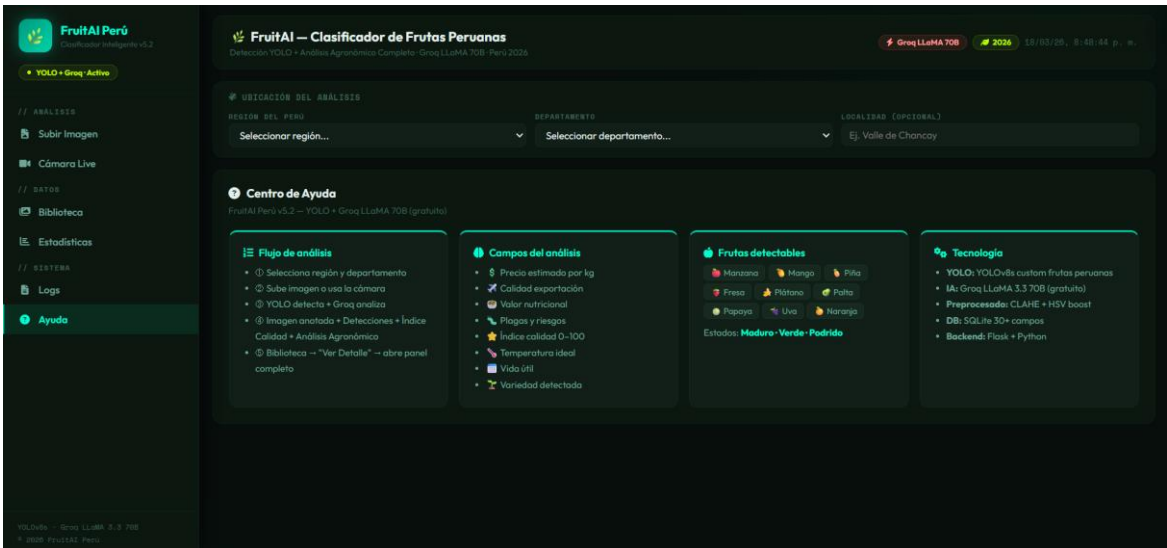 FruitAI Perú
Clasificador Inteligente v5.2
YOLO + Groq · Activo
// ANÁLISIS
Subir Imagen
Cámara Live
// DATOS
Biblioteca
Estadísticas
// SISTEMA
Logs
Ayuda
YOLOv8s · Groq LLaMA 3.3 70B
© 2026 FruitAI Perú
FruitAI — Clasificador de Frutas Peruanas
Detección YOLO + Análisis Agronómico Completo · Groq LLaMA 70B · Perú 2026
Groq LLaMA 70B
2026
18/03/26, 8:48:44 p. m.
UBICACIÓN DEL ANÁLISIS
REGIÓN DEL PERÚ
Seleccionar región...
DEPARTAMENTO
Seleccionar departamento...
LOCALIDAD (OPCIONAL)
Ej. Valle de Chancay
Centro de Ayuda
FruitAI Perú v5.2 — YOLO + Groq LLaMA 70B (gratuito)
Flujo de análisis
• ① Selecciona región y departamento
• ② Sube imagen o usa la cámara
• ③ YOLO detecta + Groq analiza
• ④ Imagen anotada + Detecciones + Índice
Calidad + Análisis Agronómico
• ⑤ Biblioteca → "Ver Detalle" → abre panel
completo
Campos del análisis
• Precio estimado por kg
• Calidad exportación
• Valor nutricional
• Plagas y riesgos
• Índice calidad 0–100
• Temperatura ideal
• Vida útil
• Variedad detectada
Frutas detectables
Manzana Mango Piña
Fresa Plátano Palta
Papaya Uva Naranja
Estados: Maduro · Verde · Podrido
Tecnología
• YOLO: YOLOv8s custom frutas peruanas
• IA: Groq LLaMA 3.3 70B (gratuito)
• Preprocesado: CLAHE + HSV boost
• DB: SQLite 30+ campos
• Backend: Flask + Python